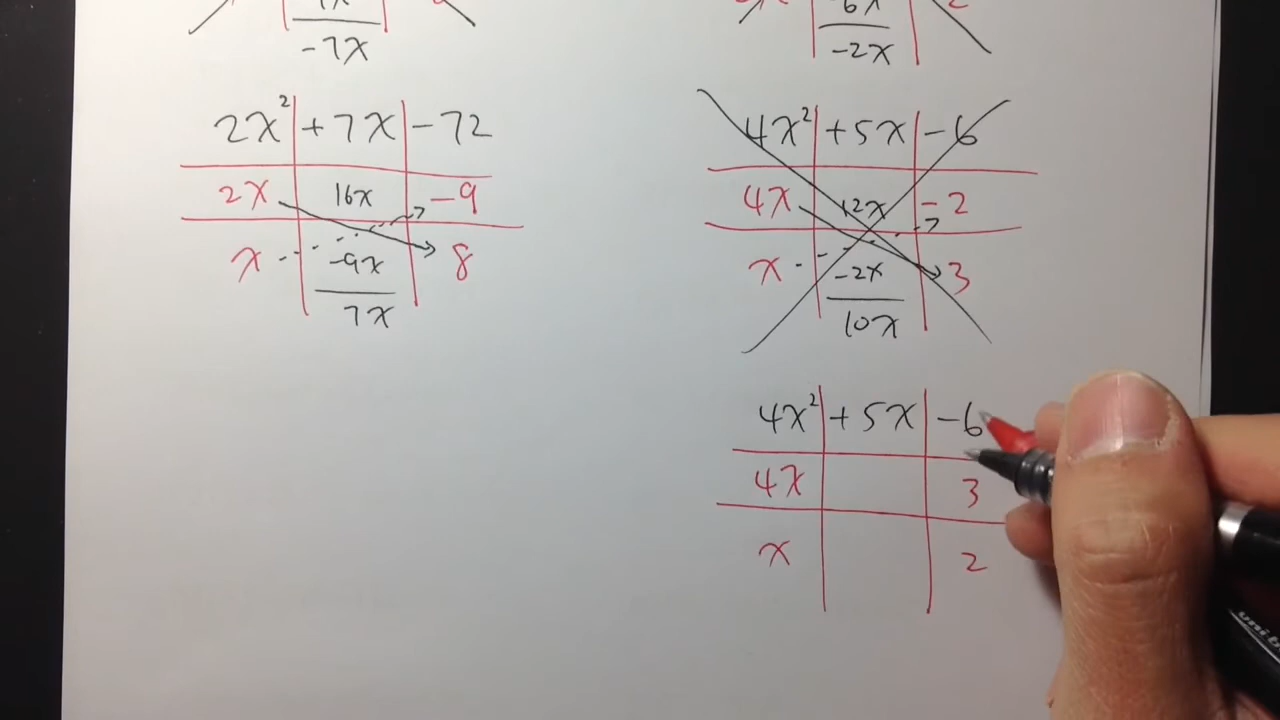 -7x
-2x
2x² + 7x - 72
2x 16x -9
x -9x 8
7x
4x² + 5x - 6
4x 12x -2
x -2x 3
10x
4x² + 5x - 6
4x 3
x 2